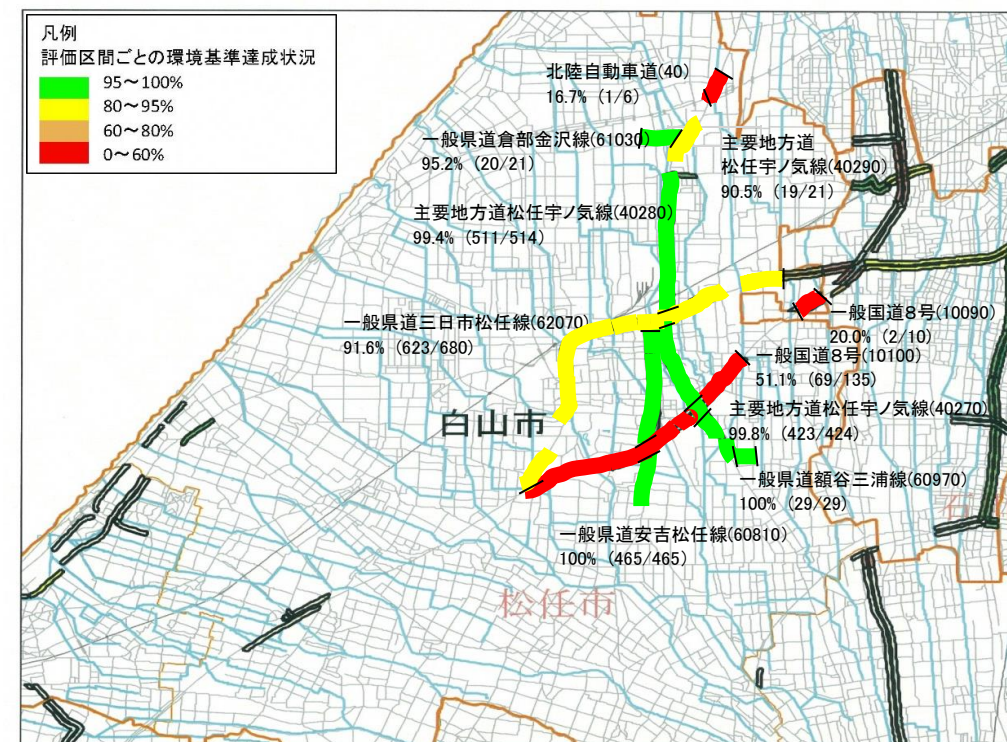 凡例
評価区間ごとの環境基準達成状況
95～100%
80～95%
60～80%
0～60%
北陸自動車道(40)
16.7% (1/6)
一般県道倉部金沢線(61030)
95.2% (20/21)
主要地方道
松任宇ノ気線(40290)
90.5% (19/21)
主要地方道松任宇ノ気線(40280)
99.4% (511/514)
一般国道8号(10090)
20.0% (2/10)
一般県道三日市松任線(62070)
91.6% (623/680)
一般国道8号(10100)
51.1% (69/135)
主要地方道松任宇ノ気線(40270)
99.8% (423/424)
白山市
一般県道額谷三浦線(60970)
100% (29/29)
一般県道安吉松任線(60810)
100% (465/465)
松任市